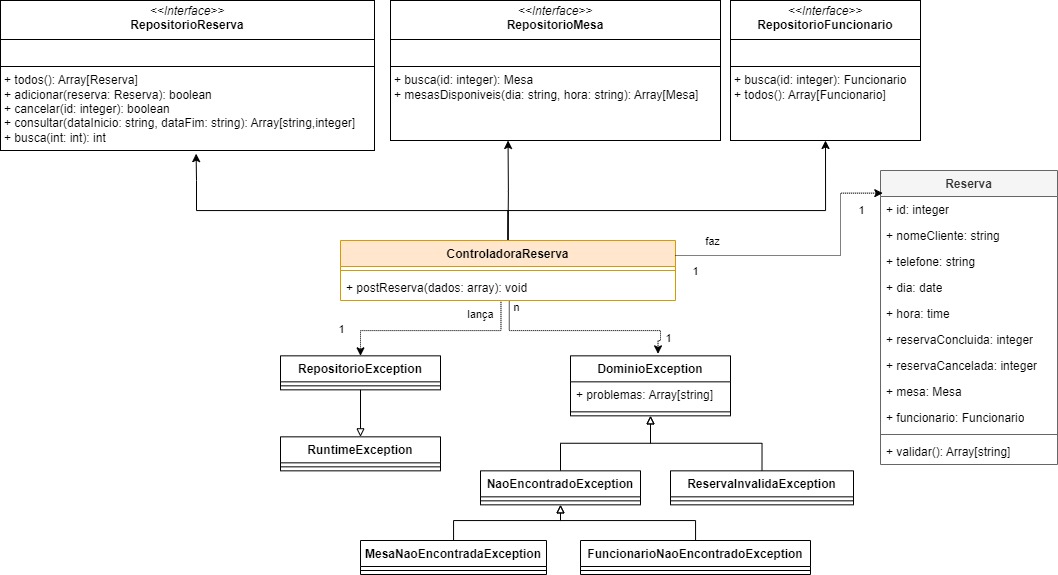 <<Interface>>
RepositorioReserva
+ todos(): Array[Reserva]
+ adicionar(reserva: Reserva): boolean
+ cancelar(id: integer): boolean
+ consultar(dataInicio: string, dataFim: string): Array[string,integer]
+ busca(int: int): int
<<Interface>>
RepositorioMesa
+ busca(id: integer): Mesa
+ mesasDisponiveis(dia: string, hora: string): Array[Mesa]
<<Interface>>
RepositorioFuncionario
+ busca(id: integer): Funcionario
+ todos(): Array[Funcionario]
Reserva
+ id: integer
+ nomeCliente: string
+ telefone: string
+ dia: date
+ hora: time
+ reservaConcluida: integer
+ reservaCancelada: integer
+ mesa: Mesa
+ funcionario: Funcionario
+ validar(): Array[string]
1
faz
1
ControladoraReserva
+ postReserva(dados: array): void
lança
n
1
1
RepositorioException
RuntimeException
DominioException
+ problemas: Array[string]
NaoEncontradoException
ReservaInvalidaException
MesaNaoEncontradaException
FuncionarioNaoEncontradoException